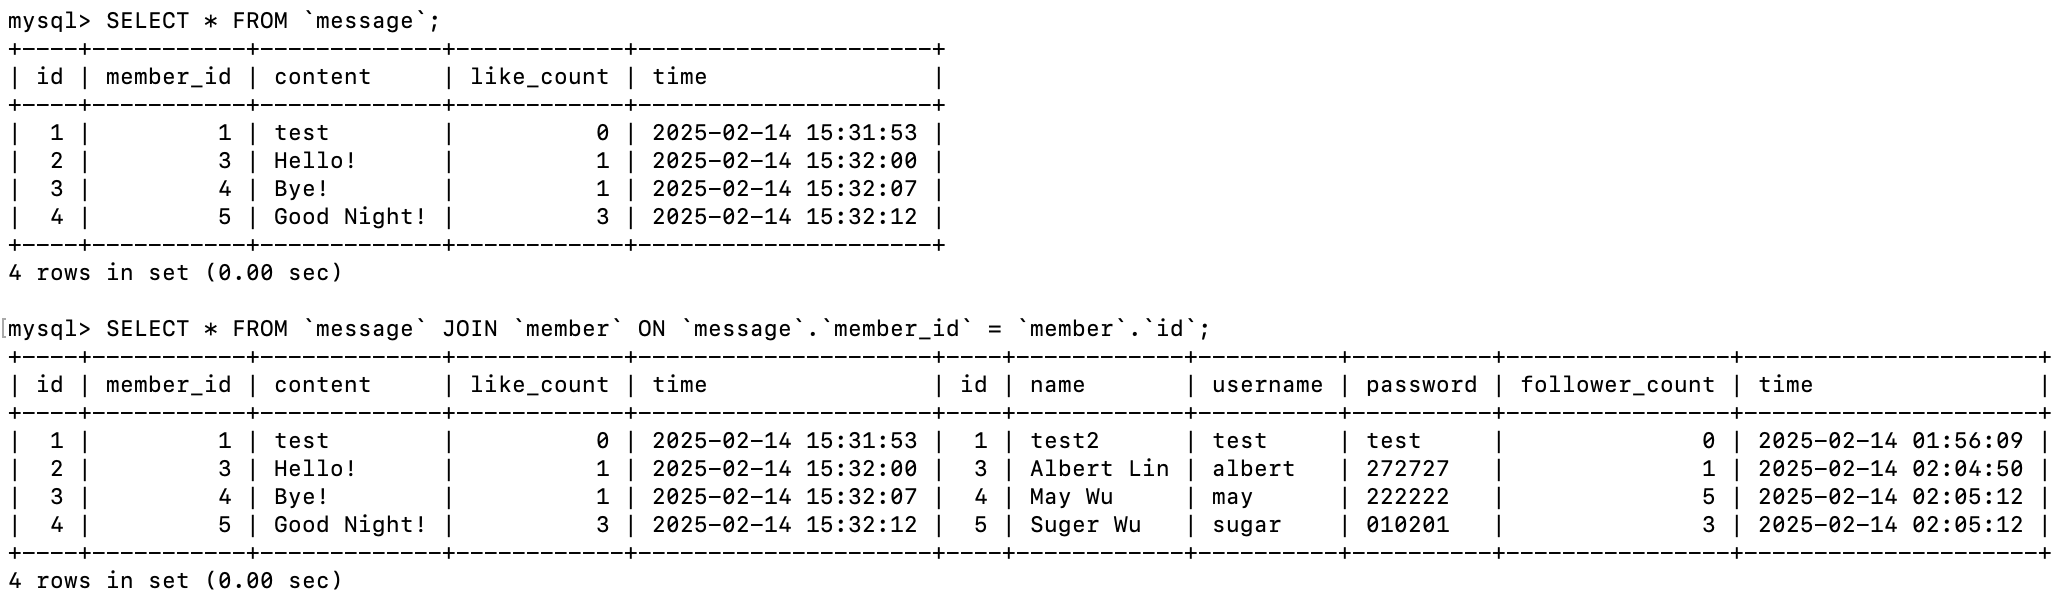 mysql> SELECT * FROM `message`;
+----+-----------+-------------+------------+---------------------+
| id | member_id | content     | like_count | time                |
+----+-----------+-------------+------------+---------------------+
|  1 |         1 | test        |          0 | 2025-02-14 15:31:53 |
|  2 |         3 | Hello!      |          1 | 2025-02-14 15:32:00 |
|  3 |         4 | Bye!        |          1 | 2025-02-14 15:32:07 |
|  4 |         5 | Good Night! |          3 | 2025-02-14 15:32:12 |
+----+-----------+-------------+------------+---------------------+
4 rows in set (0.00 sec)

[mysql> SELECT * FROM `message` JOIN `member` ON `message`.`member_id` = `member`.`id`;
+----+-----------+-------------+------------+---------------------+----+------------+----------+----------+----------------+---------------------+
| id | member_id | content     | like_count | time                | id | name       | username | password | follower_count | time                |
+----+-----------+-------------+------------+---------------------+----+------------+----------+----------+----------------+---------------------+
|  1 |         1 | test        |          0 | 2025-02-14 15:31:53 |  1 | test2      | test     | test     |              0 | 2025-02-14 01:56:09 |
|  2 |         3 | Hello!      |          1 | 2025-02-14 15:32:00 |  3 | Albert Lin | albert   | 272727   |              1 | 2025-02-14 02:04:50 |
|  3 |         4 | Bye!        |          1 | 2025-02-14 15:32:07 |  4 | May Wu     | may      | 222222   |              5 | 2025-02-14 02:05:12 |
|  4 |         5 | Good Night! |          3 | 2025-02-14 15:32:12 |  5 | Suger Wu   | sugar    | 010201   |              3 | 2025-02-14 02:05:12 |
+----+-----------+-------------+------------+---------------------+----+------------+----------+----------+----------------+---------------------+
4 rows in set (0.00 sec)